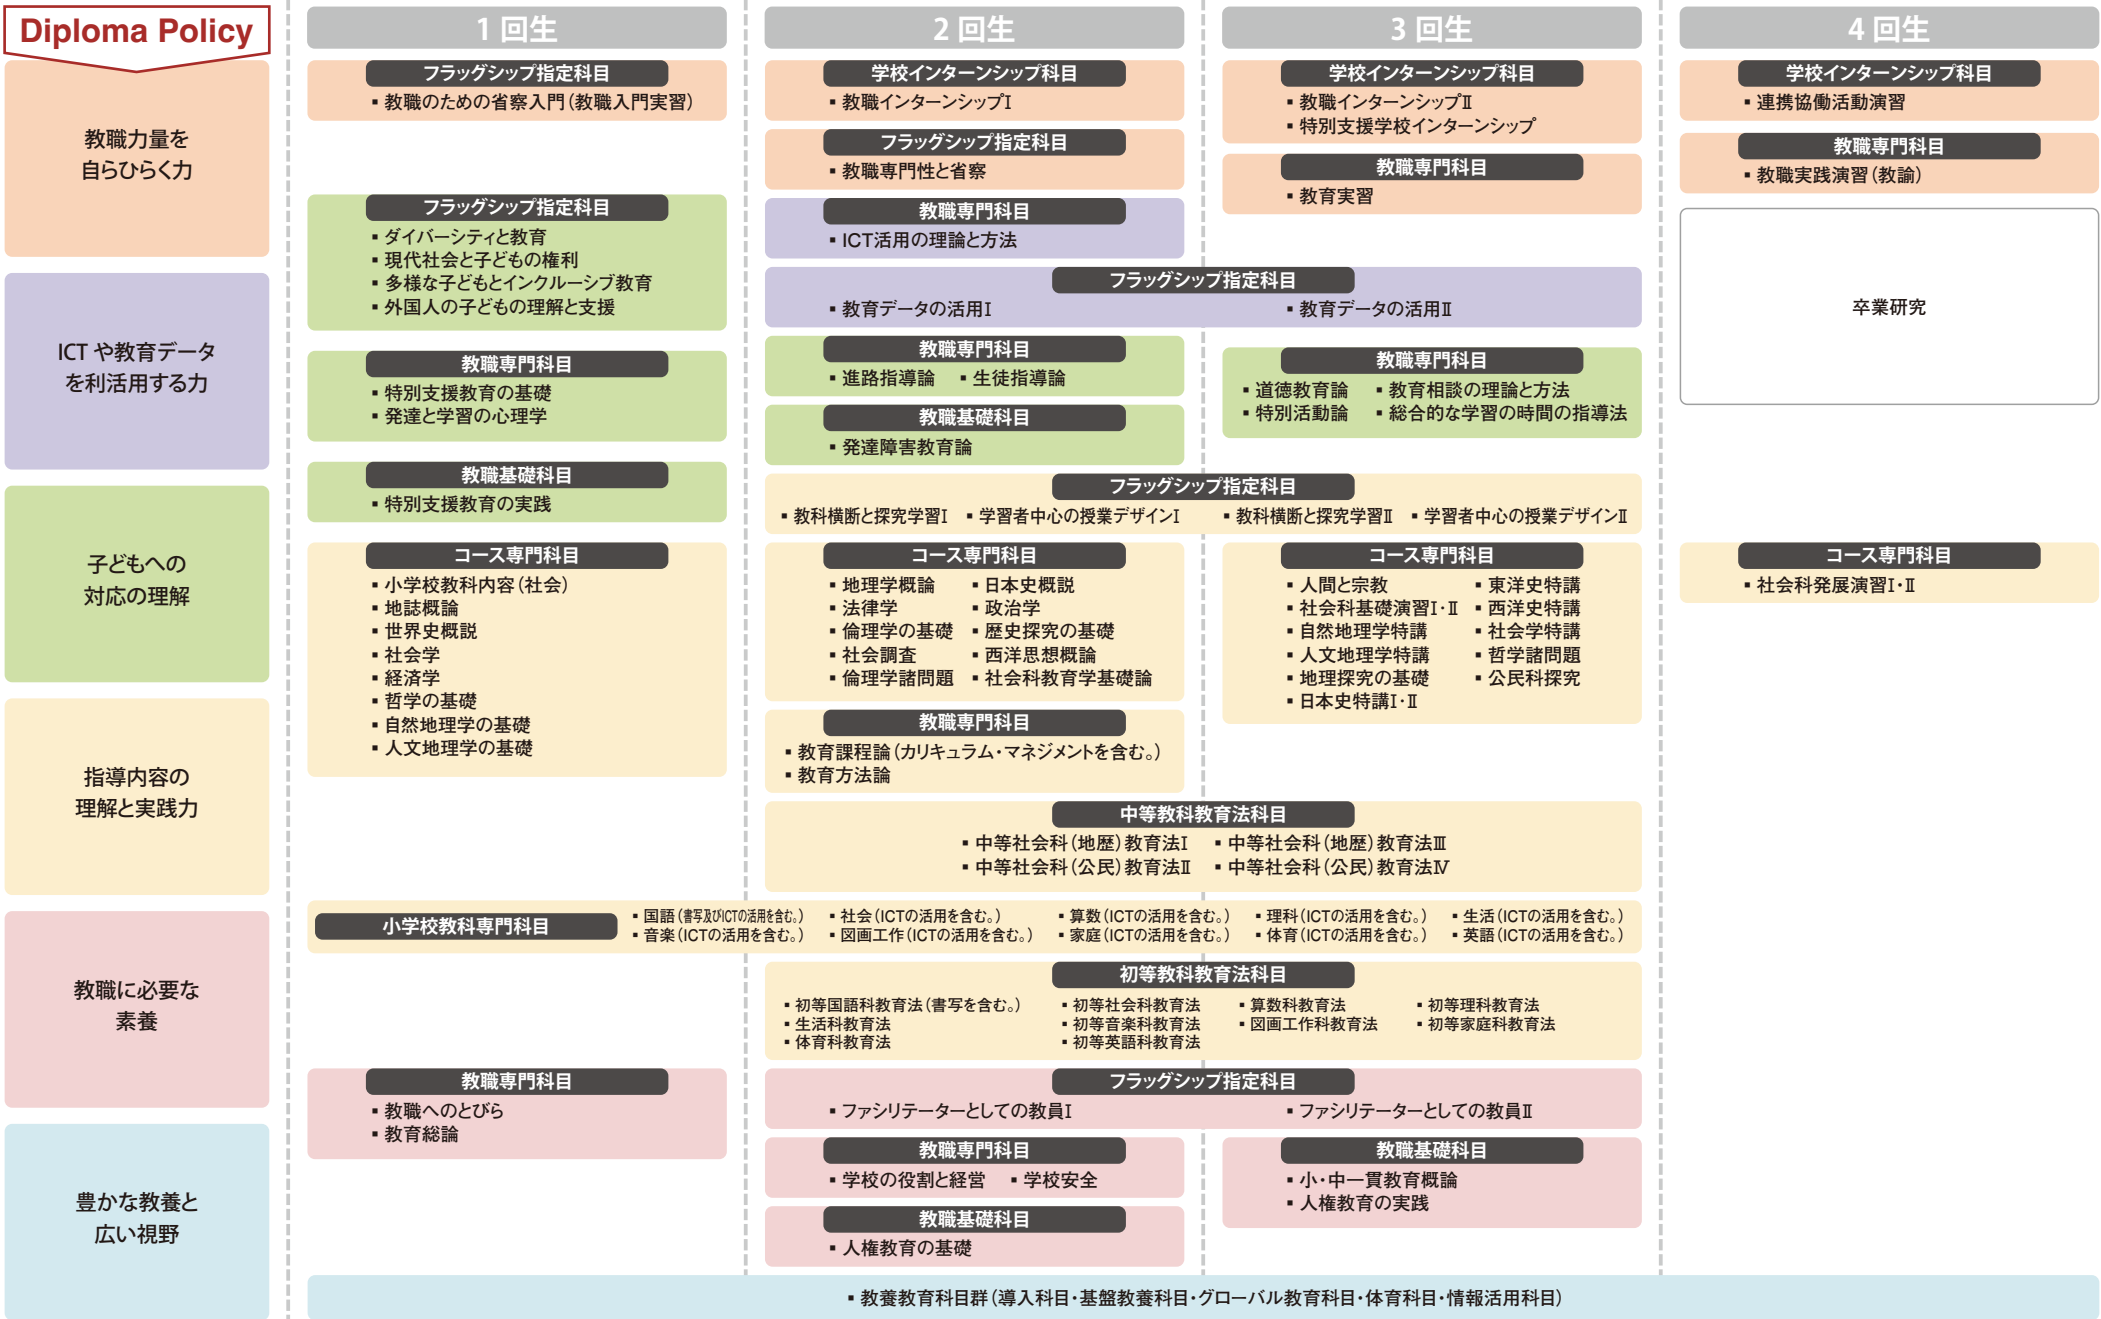 Diploma Policy
教職力量を
自らひらく力
ICT や教育データ
を利活用する力
子どもへの
対応の理解
指導内容の
理解と実践力
教職に必要な
素養
豊かな教養と
広い視野
1 回生
フラッグシップ指定科目
▪ 教職のための省察入門（教職入門実習）
フラッグシップ指定科目
▪ ダイバーシティと教育
▪ 現代社会と子どもの権利
▪ 多様な子どもとインクルーシブ教育
▪ 外国人の子どもの理解と支援
教職専門科目
▪ 特別支援教育の基礎
▪ 発達と学習の心理学
教職基礎科目
▪ 特別支援教育の実践
コース専門科目
▪ 小学校教科内容（社会）
▪ 地誌概論
▪ 世界史概説
▪ 社会学
▪ 経済学
▪ 哲学の基礎
▪ 自然地理学の基礎
▪ 人文地理学の基礎
教職専門科目
▪ 教職へのとびら
▪ 教育総論
2 回生
学校インターンシップ科目
▪ 教職インターンシップⅠ
フラッグシップ指定科目
▪ 教職専門性と省察
教職専門科目
▪ ICT活用の理論と方法
フラッグシップ指定科目
▪ 教育データの活用Ⅰ ▪ 教育データの活用Ⅱ
教職専門科目
▪ 進路指導論 ▪ 生徒指導論
教職基礎科目
▪ 発達障害教育論
フラッグシップ指定科目
▪ 教科横断と探究学習Ⅰ ▪ 学習者中心の授業デザインⅠ ▪ 教科横断と探究学習Ⅱ ▪ 学習者中心の授業デザインⅡ
コース専門科目
▪ 地理学概論 ▪ 日本史概説
▪ 法律学 ▪ 政治学
▪ 倫理学の基礎 ▪ 歴史探究の基礎
▪ 社会調査 ▪ 西洋思想概論
▪ 倫理学諸問題 ▪ 社会科教育学基礎論
教職専門科目
▪ 教育課程論（カリキュラム・マネジメントを含む。）
▪ 教育方法論
中等教科教育法科目
▪ 中等社会科（地歴）教育法Ⅰ ▪ 中等社会科（地歴）教育法Ⅲ
▪ 中等社会科（公民）教育法Ⅱ ▪ 中等社会科（公民）教育法Ⅳ
小学校教科専門科目
▪ 国語（書写及びICTの活用を含む。） ▪ 社会（ICTの活用を含む。） ▪ 算数（ICTの活用を含む。） ▪ 理科（ICTの活用を含む。） ▪ 生活（ICTの活用を含む。）
▪ 音楽（ICTの活用を含む。） ▪ 図画工作（ICTの活用を含む。） ▪ 家庭（ICTの活用を含む。） ▪ 体育（ICTの活用を含む。） ▪ 英語（ICTの活用を含む。）
初等教科教育法科目
▪ 初等国語科教育法（書写を含む。） ▪ 初等社会科教育法 ▪ 算数科教育法 ▪ 初等理科教育法
▪ 生活科教育法 ▪ 初等音楽科教育法 ▪ 図画工作科教育法 ▪ 初等家庭科教育法
▪ 体育科教育法 ▪ 初等英語科教育法
フラッグシップ指定科目
▪ ファシリテーターとしての教員Ⅰ ▪ ファシリテーターとしての教員Ⅱ
教職専門科目
▪ 学校の役割と経営 ▪ 学校安全
教職基礎科目
▪ 人権教育の基礎
3 回生
学校インターンシップ科目
▪ 教職インターンシップⅡ
▪ 特別支援学校インターンシップ
教職専門科目
▪ 教育実習
教職専門科目
▪ 道徳教育論 ▪ 教育相談の理論と方法
▪ 特別活動論 ▪ 総合的な学習の時間の指導法
コース専門科目
▪ 人間と宗教 ▪ 東洋史特講
▪ 社会科基礎演習Ⅰ・Ⅱ ▪ 西洋史特講
▪ 自然地理学特講 ▪ 社会学特講
▪ 人文地理学特講 ▪ 哲学諸問題
▪ 地理探究の基礎 ▪ 公民科探究
▪ 日本史特講Ⅰ・Ⅱ
教職基礎科目
▪ 小・中一貫教育概論
▪ 人権教育の実践
4 回生
学校インターンシップ科目
▪ 連携協働活動演習
教職専門科目
▪ 教職実践演習（教諭）
卒業研究
コース専門科目
▪ 社会科発展演習Ⅰ・Ⅱ
▪ 教養教育科目群（導入科目・基盤教養科目・グローバル教育科目・体育科目・情報活用科目）